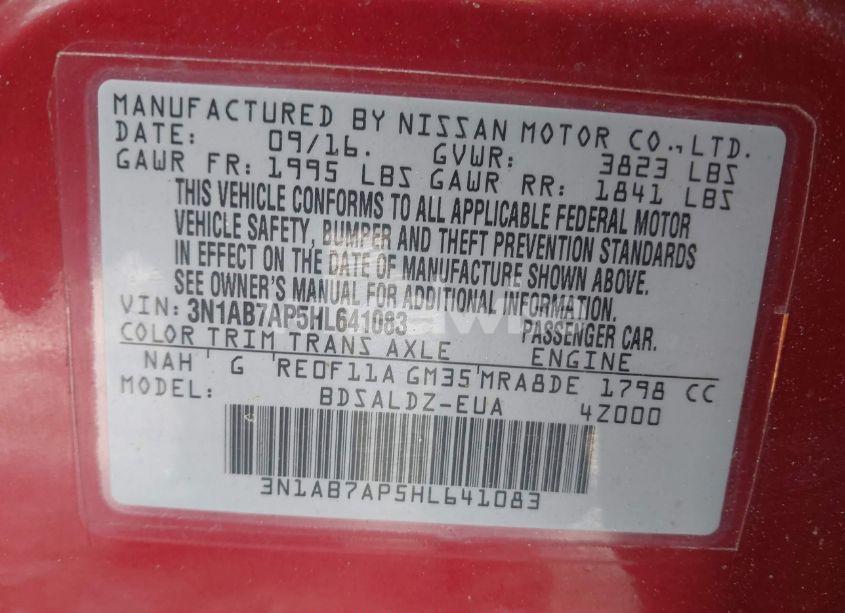 MANUFACTURED BY NISSAN MOTOR CO.,LTD.
DATE: 09/16. GVWR: 3823 LBS
GAWR FR: 1995 LBS GAWR RR: 1841 LBS
THIS VEHICLE CONFORMS TO ALL APPLICABLE FEDERAL MOTOR
VEHICLE SAFETY, BUMPER AND THEFT PREVENTION STANDARDS
IN EFFECT ON THE DATE OF MANUFACTURE SHOWN ABOVE.
SEE OWNER'S MANUAL FOR ADDITIONAL INFORMATION.
VIN: 3N1AB7AP5HL641083 PASSENGER CAR.
COLOR TRIM TRANS AXLE ENGINE
NAH G RE0F11A GM35 MRA8DE 1798 CC
MODEL: BDSALDZ-EUA 4Z000
3N1AB7AP5HL641083